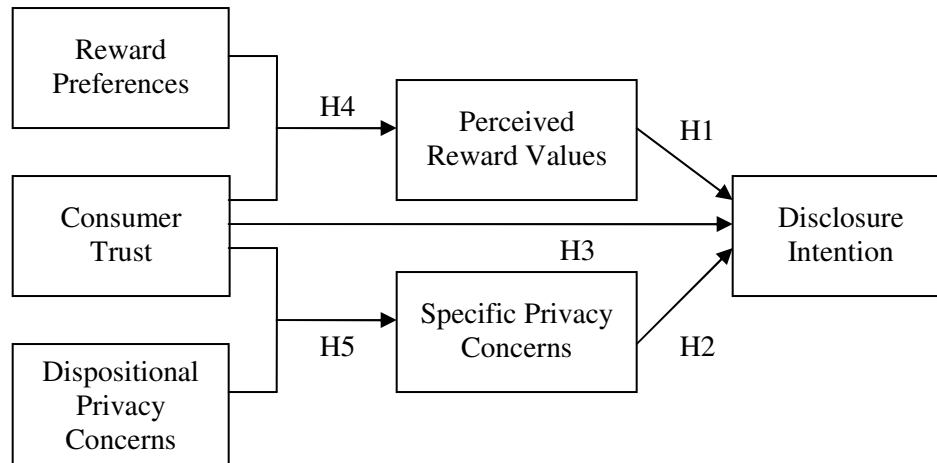 Reward
Preferences
H4
Perceived
Reward Values
H1
Consumer
Trust
Disclosure
Intention
H3
Specific Privacy
Concerns
H5
H2
Dispositional
Privacy
Concerns